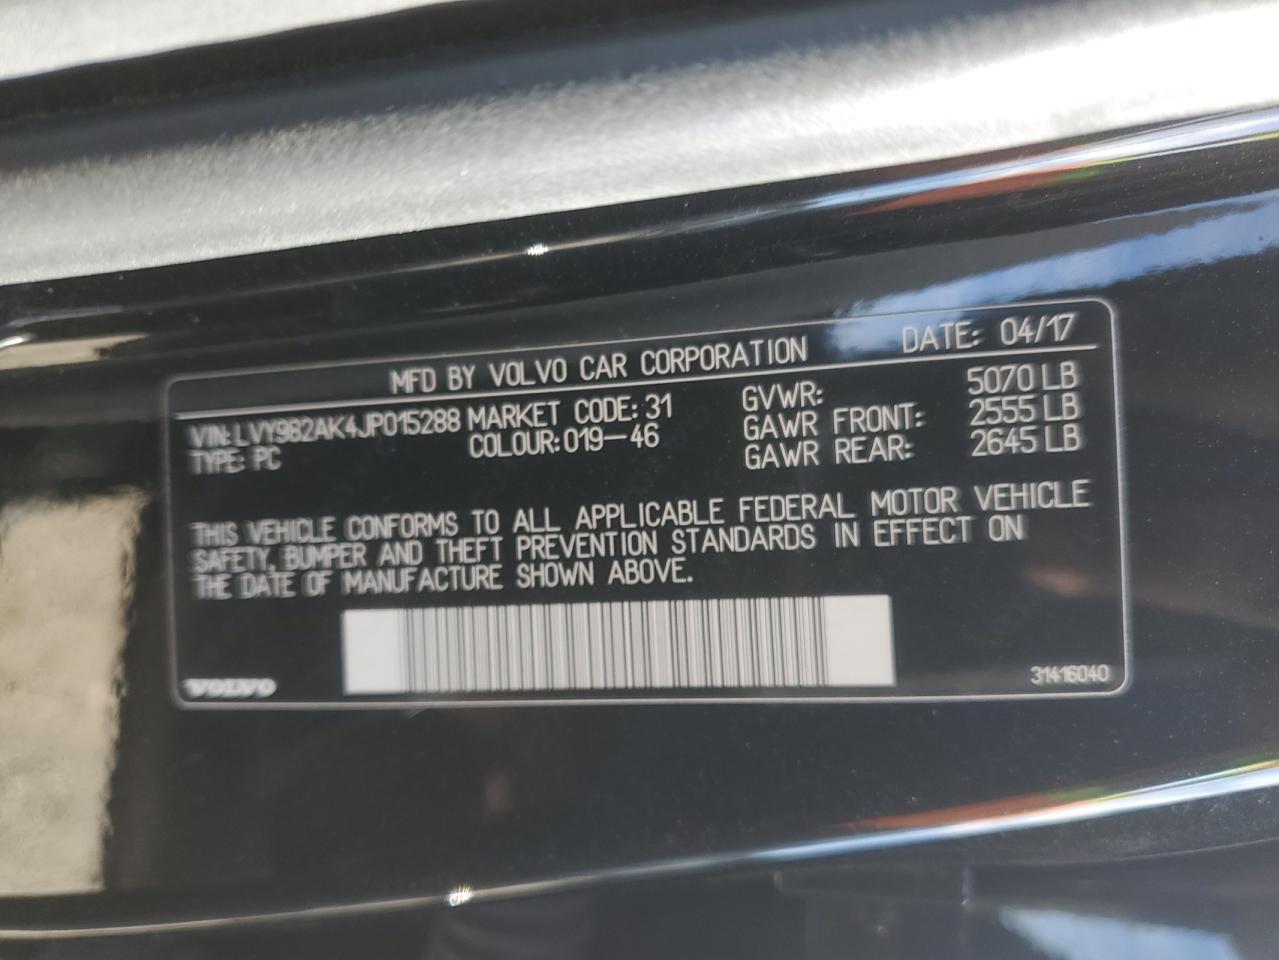 MFD BY VOLVO CAR CORPORATION DATE: 04/17
VIN: LVY982AK4JP015288 MARKET CODE: 31 GVWR: 5070 LB
TYPE: PC COLOUR: 019-46 GAWR FRONT: 2555 LB
GAWR REAR: 2645 LB
THIS VEHICLE CONFORMS TO ALL APPLICABLE FEDERAL MOTOR VEHICLE
SAFETY, BUMPER AND THEFT PREVENTION STANDARDS IN EFFECT ON
THE DATE OF MANUFACTURE SHOWN ABOVE.
VOLVO 31416040